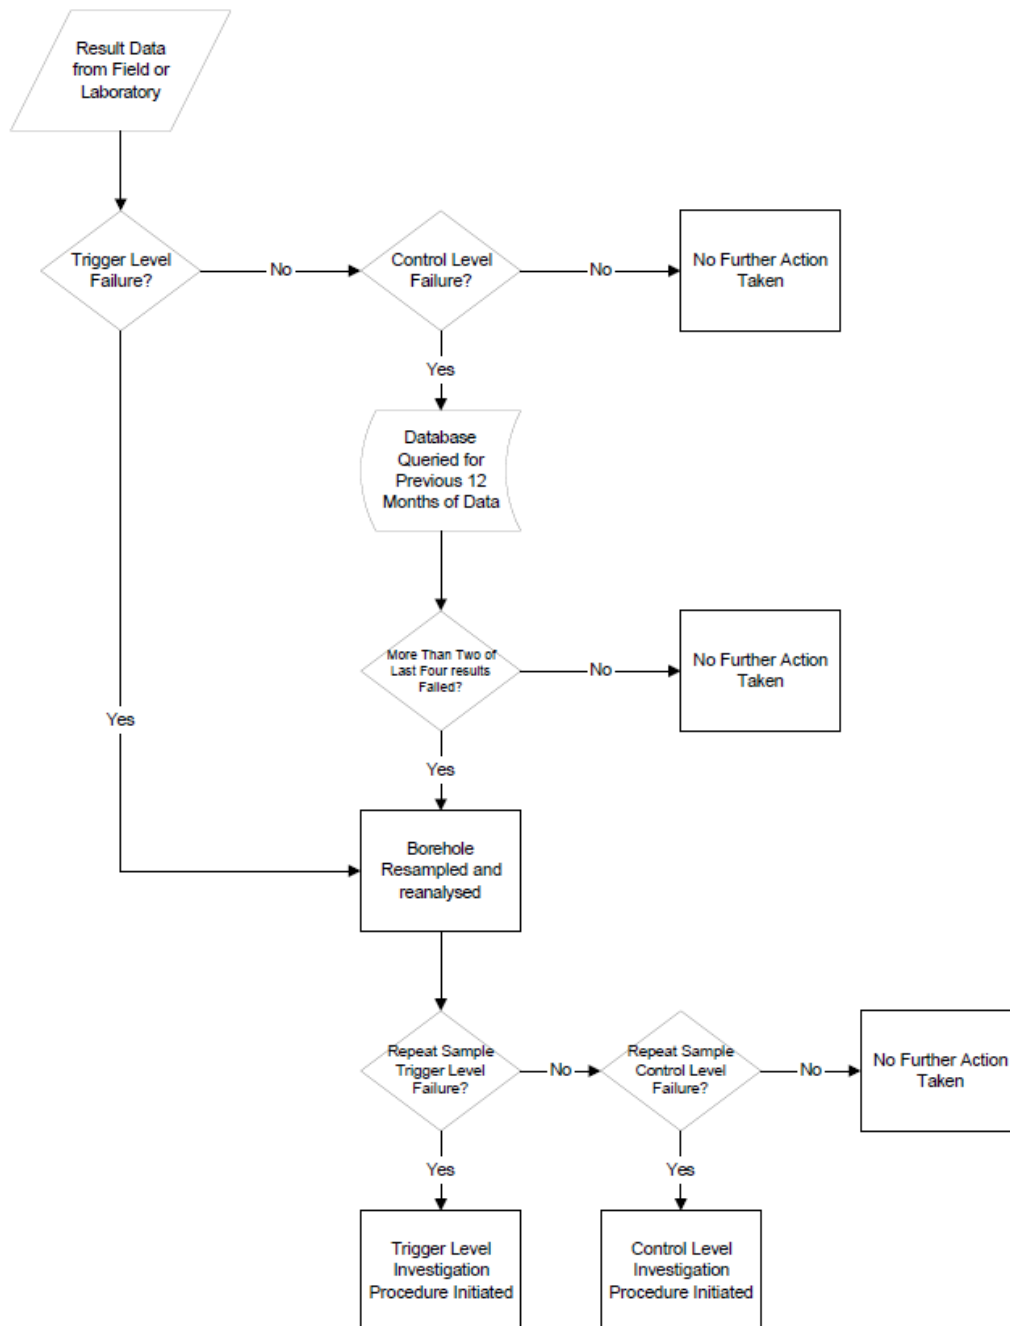 Result Data
from Field or
Laboratory
Trigger Level
Failure?
No
Control Level
Failure?
No
No Further Action
Taken
Yes
Database
Queried for
Previous 12
Months of Data
More Than Two of
Last Four results
Failed?
No
No Further Action
Taken
Yes
Yes
Borehole
Resampled and
reanalysed
Repeat Sample
Trigger Level
Failure?
No
Repeat Sample
Control Level
Failure?
No
No Further Action
Taken
Yes
Yes
Trigger Level
Investigation
Procedure Initiated
Control Level
Investigation
Procedure Initiated